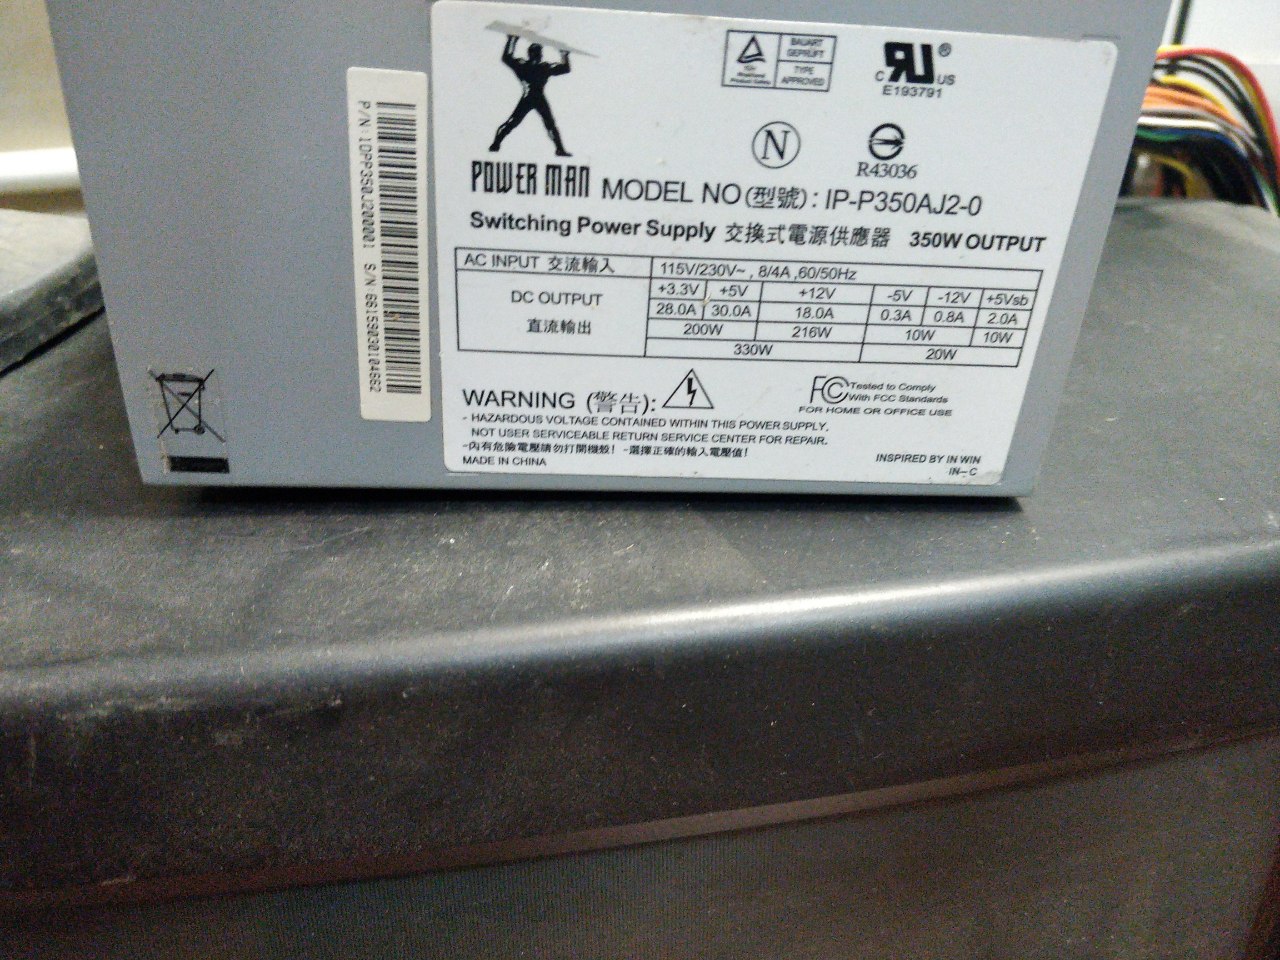 BAUART
GEPRÜFT
TYPE
APPROVED
C US
E193791
N
R43036
POWER MAN
MODEL NO(型號): IP-P350AJ2-0
Switching Power Supply 交換式電源供應器 350W OUTPUT
AC INPUT 交流輸入 115V/230V~, 8/4A ,60/50Hz
DC OUTPUT
直流輸出
+3.3V +5V +12V -5V -12V +5Vsb
28.0A 30.0A 18.0A 0.3A 0.8A 2.0A
200W 216W 10W 10W
330W 20W
WARNING (警告):
FC Tested to Comply
With FCC Standards
FOR HOME OR OFFICE USE
- HAZARDOUS VOLTAGE CONTAINED WITHIN THIS POWER SUPPLY.
NOT USER SERVICEABLE RETURN SERVICE CENTER FOR REPAIR.
-內有危險電壓請勿打開機殼! -選擇正確的輸入電壓值!
MADE IN CHINA
INSPIRED BY IN WIN
IN-C
P/N:IDPP350J200001 S/N 66159030104662